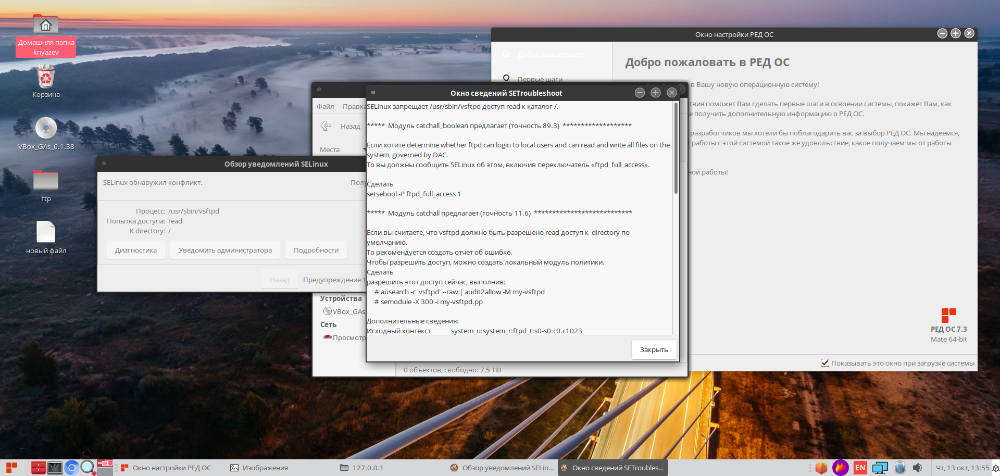 Домашняя папка
knyazev
Корзина
VBox_GAs_6.1.38
ftp
новый файл
Окно настройки РЕД ОС
Добро пожаловать
Первые шаги
Добро пожаловать в РЕД ОС
в Вашу новую операционную систему!
твия поможет Вам сделать первые шаги в освоении системы, покажет Вам, как
е получить дополнительную информацию о РЕД ОС.
разработчиков мы хотели бы поблагодарить вас за выбор РЕД ОС. Мы надеемся,
т работы с этой системой такое же удовольствие, какое получаем мы от работы
ной работы!
РЕД ОС 7.3
Mate 64-bit
Показывать это окно при загрузке системы
Файл Правка
Назад
Места
Устройства
VBox_GAs_
Сеть
Просмотр
0 объектов, свободно: 7,5 TiB
Обзор уведомлений SELinux
SELinux обнаружил конфликт.
Полу
Процесс: /usr/sbin/vsftpd
Попытка доступа: read
К directory: /
Диагностика Уведомить администратора Подробности
Назад Предупреждение 1
Окно сведений SETroubleshoot
SELinux запрещает /usr/sbin/vsftpd доступ read к каталог /.
***** Модуль catchall_boolean предлагает (точность 89.3) *******************
Если хотите determine whether ftpd can login to local users and can read and write all files on the
system, governed by DAC.
То вы должны сообщить SELinux об этом, включив переключатель «ftpd_full_access».
Сделать
setsebool -P ftpd_full_access 1
***** Модуль catchall предлагает (точность 11.6) ***************************
Если вы считаете, что vsftpd должно быть разрешено read доступ к directory по
умолчанию.
То рекомендуется создать отчет об ошибке.
Чтобы разрешить доступ, можно создать локальный модуль политики.
Сделать
разрешить этот доступ сейчас, выполнив:
# ausearch -c 'vsftpd' --raw | audit2allow -M my-vsftpd
# semodule -X 300 -i my-vsftpd.pp
Дополнительные сведения:
Исходный контекст system_u:system_r:ftpd_t:s0-s0:c0.c1023
Закрыть
Окно настройки РЕД ОС Изображения 127.0.0.1 Обзор уведомлений SELin... Окно сведений SETroubles... EN Чт, 13 окт, 13:55